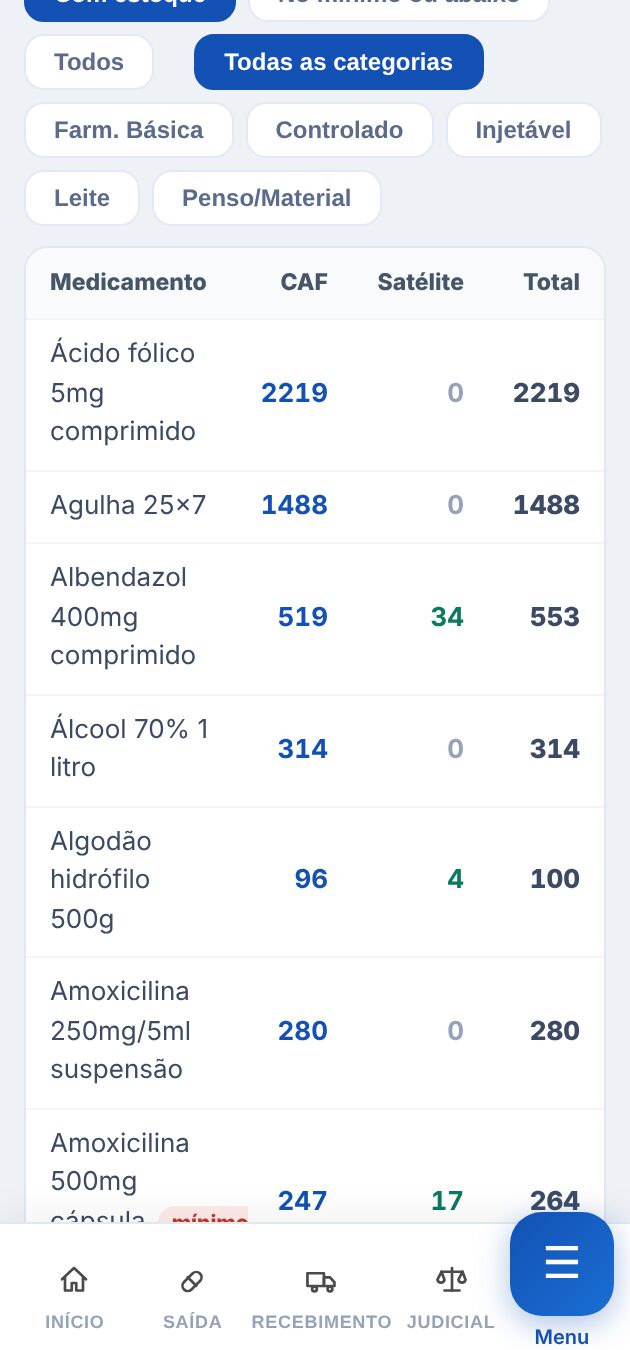 Todos Todas as categorias
Farm. Básica Controlado Injetável
Leite Penso/Material
Medicamento CAF Satélite Total
Ácido fólico
5mg 2219 0 2219
comprimido
Agulha 25×7 1488 0 1488
Albendazol
400mg 519 34 553
comprimido
Álcool 70% 1
litro 314 0 314
Algodão
hidrófilo 96 4 100
500g
Amoxicilina
250mg/5ml 280 0 280
suspensão
Amoxicilina
500mg 247 17 264
cápsula mínimo
INÍCIO SAÍDA RECEBIMENTO JUDICIAL
Menu